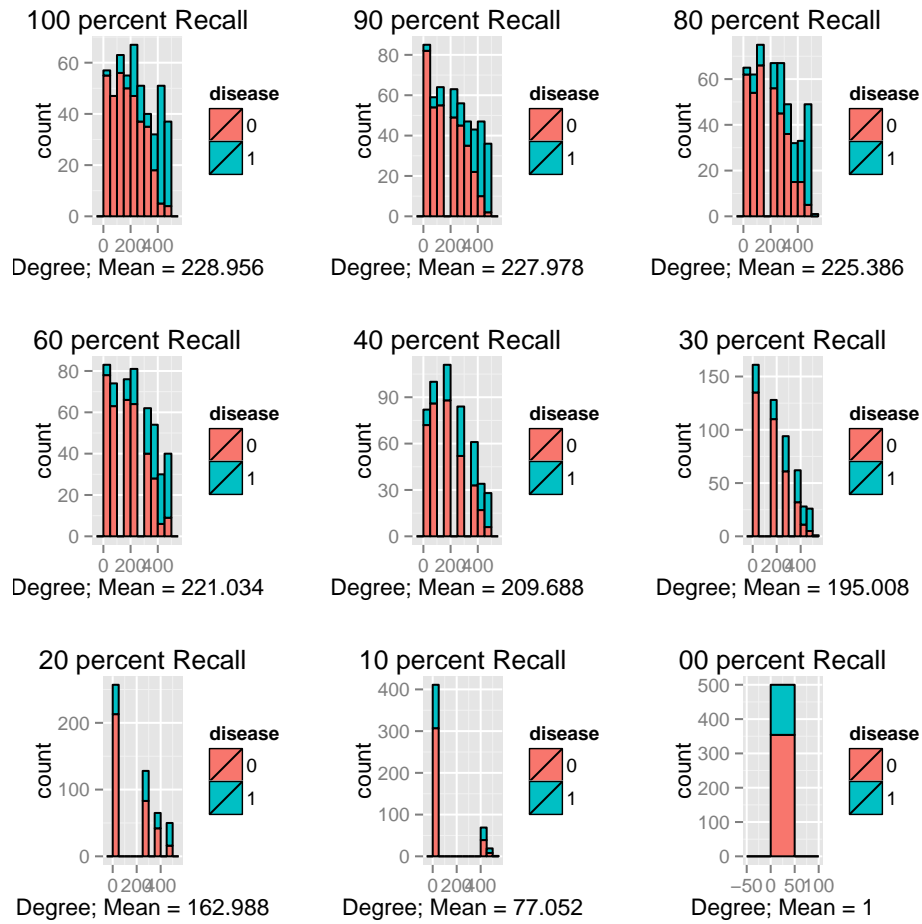 100 percent Recall
90 percent Recall
80 percent Recall
60
40
20
0
count
0 200 400
Degree; Mean = 228.956
disease
0
1
80
60
40
20
0
count
0 200 400
Degree; Mean = 227.978
disease
0
1
60
40
20
0
count
0 200 400
Degree; Mean = 225.386
disease
0
1
60 percent Recall
40 percent Recall
30 percent Recall
80
60
40
20
0
count
0 200 400
Degree; Mean = 221.034
disease
0
1
90
60
30
0
count
0 200 400
Degree; Mean = 209.688
disease
0
1
150
100
50
0
count
0 200 400
Degree; Mean = 195.008
disease
0
1
20 percent Recall
10 percent Recall
00 percent Recall
200
100
0
count
0 200 400
Degree; Mean = 162.988
disease
0
1
400
300
200
100
0
count
0 200 400
Degree; Mean = 77.052
disease
0
1
500
400
300
200
100
0
count
−50 0 50 100
Degree; Mean = 1
disease
0
1